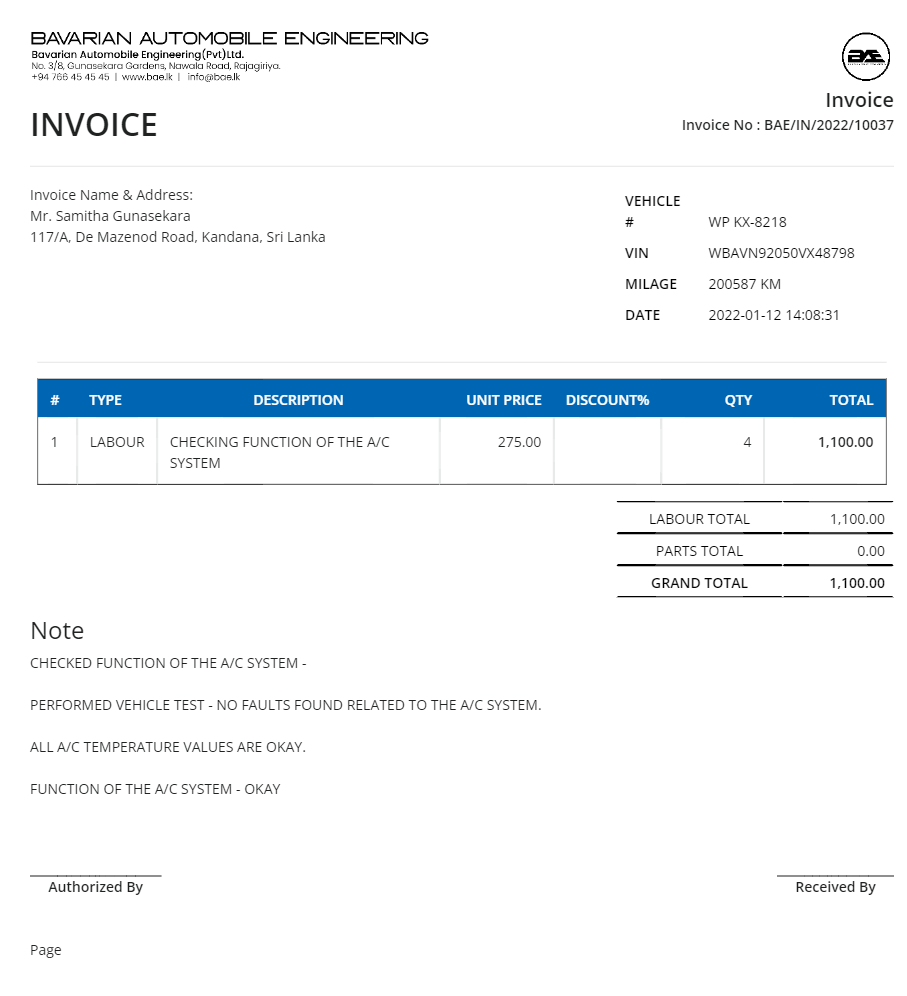 BAVARIAN AUTOMOBILE ENGINEERING
Bavarian Automobile Engineering(Pvt)Ltd.
No. 3/8, Gunasekara Gardens, Nawala Road, Rajagiriya.
+94 766 45 45 45 | www.bae.lk | info@bae.lk
BAE
Invoice
INVOICE
Invoice No : BAE/IN/2022/10037
Invoice Name & Address:
Mr. Samitha Gunasekara
117/A, De Mazenod Road, Kandana, Sri Lanka
VEHICLE
# WP KX-8218
VIN WBAVN92050VX48798
MILAGE 200587 KM
DATE 2022-01-12 14:08:31
# TYPE DESCRIPTION UNIT PRICE DISCOUNT% QTY TOTAL
1 LABOUR CHECKING FUNCTION OF THE A/C 275.00 4 1,100.00
SYSTEM
LABOUR TOTAL 1,100.00
PARTS TOTAL 0.00
GRAND TOTAL 1,100.00
Note
CHECKED FUNCTION OF THE A/C SYSTEM -
PERFORMED VEHICLE TEST - NO FAULTS FOUND RELATED TO THE A/C SYSTEM.
ALL A/C TEMPERATURE VALUES ARE OKAY.
FUNCTION OF THE A/C SYSTEM - OKAY
Authorized By
Received By
Page